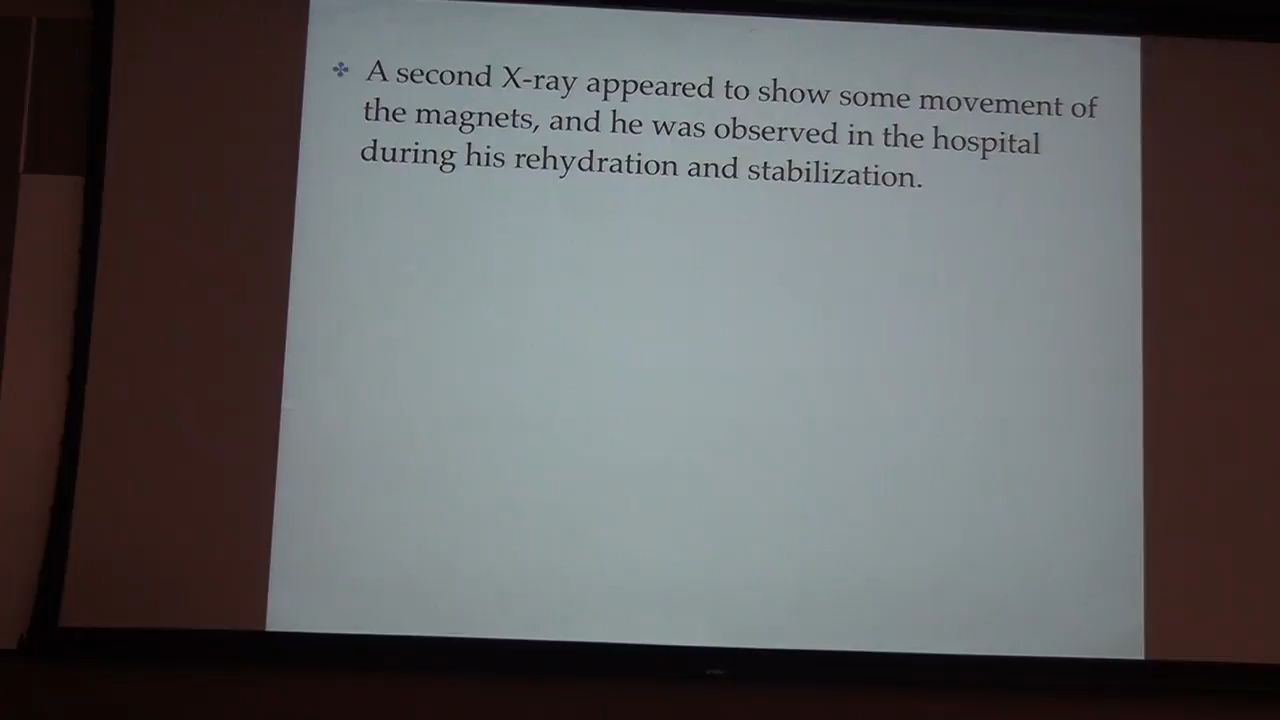 A second X-ray appeared to show some movement of
the magnets, and he was observed in the hospital
during his rehydration and stabilization.